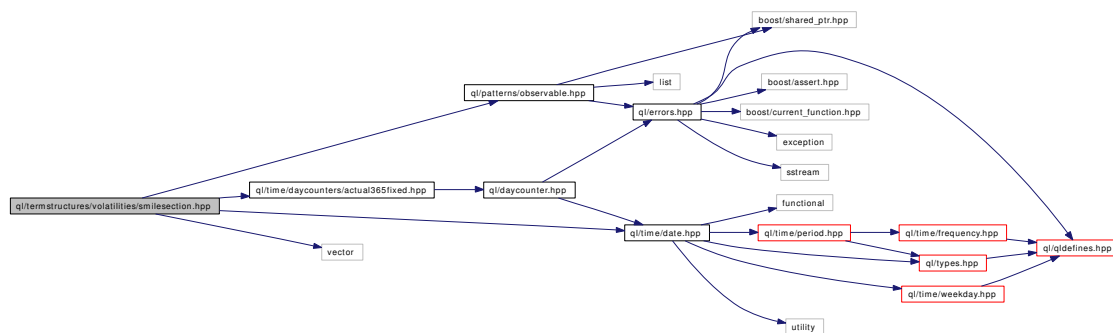 boost/shared_ptr.hpp
list
boost/assert.hpp
ql/patterns/observable.hpp
ql/errors.hpp
boost/current_function.hpp
exception
sstream
ql/time/daycounters/actual365fixed.hpp
ql/daycounter.hpp
functional
ql/termstructures/volatilities/smilesection.hpp
ql/time/date.hpp
ql/time/period.hpp
ql/time/frequency.hpp
vector
ql/qldefines.hpp
ql/types.hpp
ql/time/weekday.hpp
utility